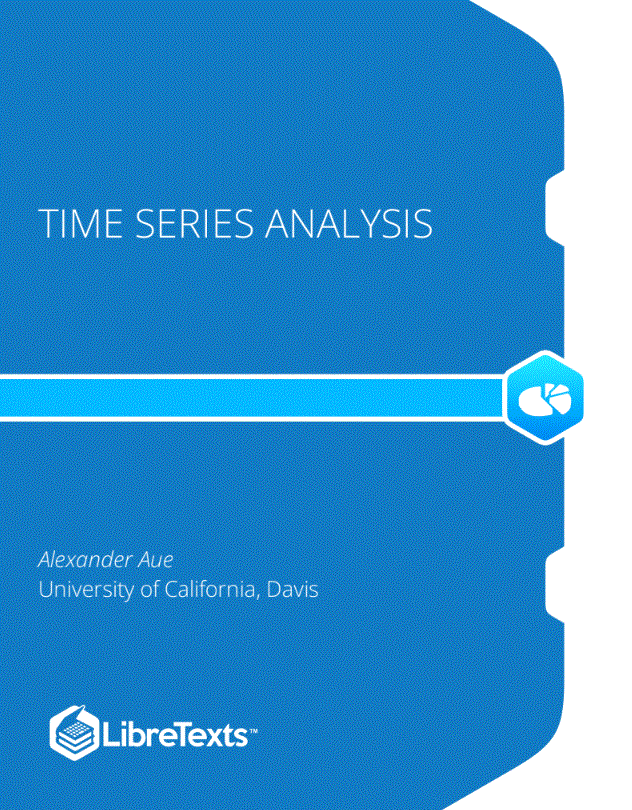 TIME SERIES ANALYSIS
Alexander Aue
University of California, Davis
LibreTexts™